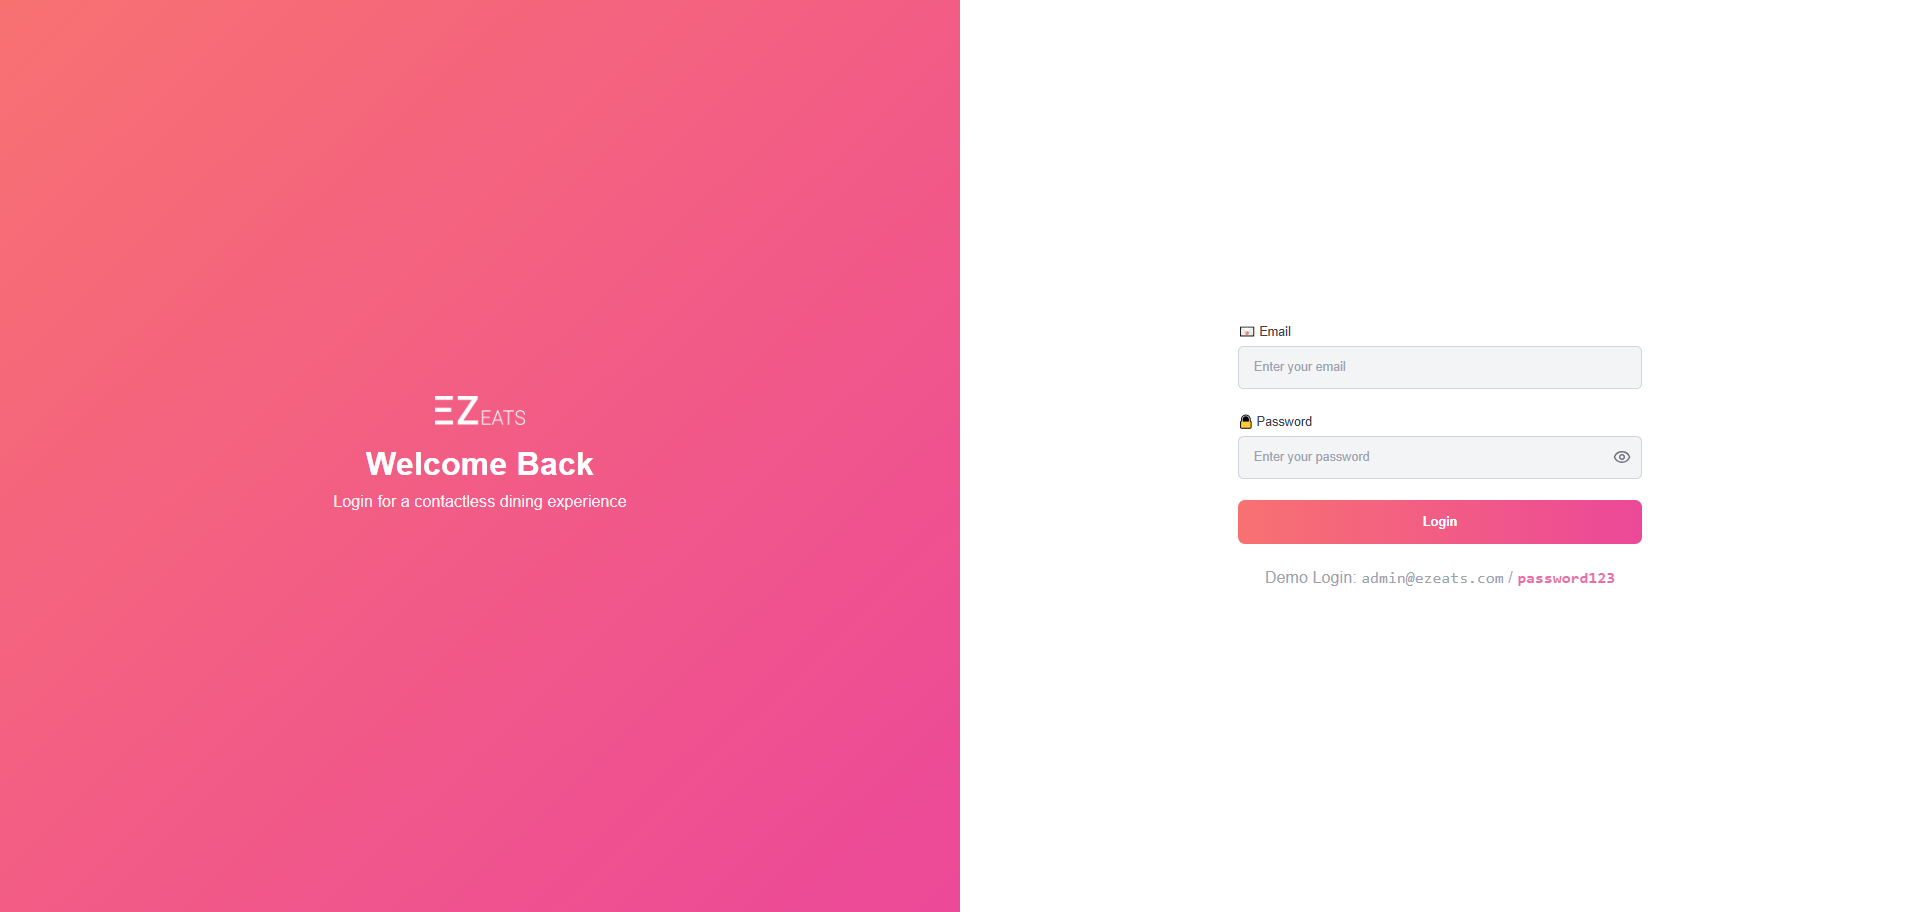 EZEATS
Welcome Back
Login for a contactless dining experience
Email
Enter your email
Password
Enter your password
Login
Demo Login: admin@ezeats.com / password123